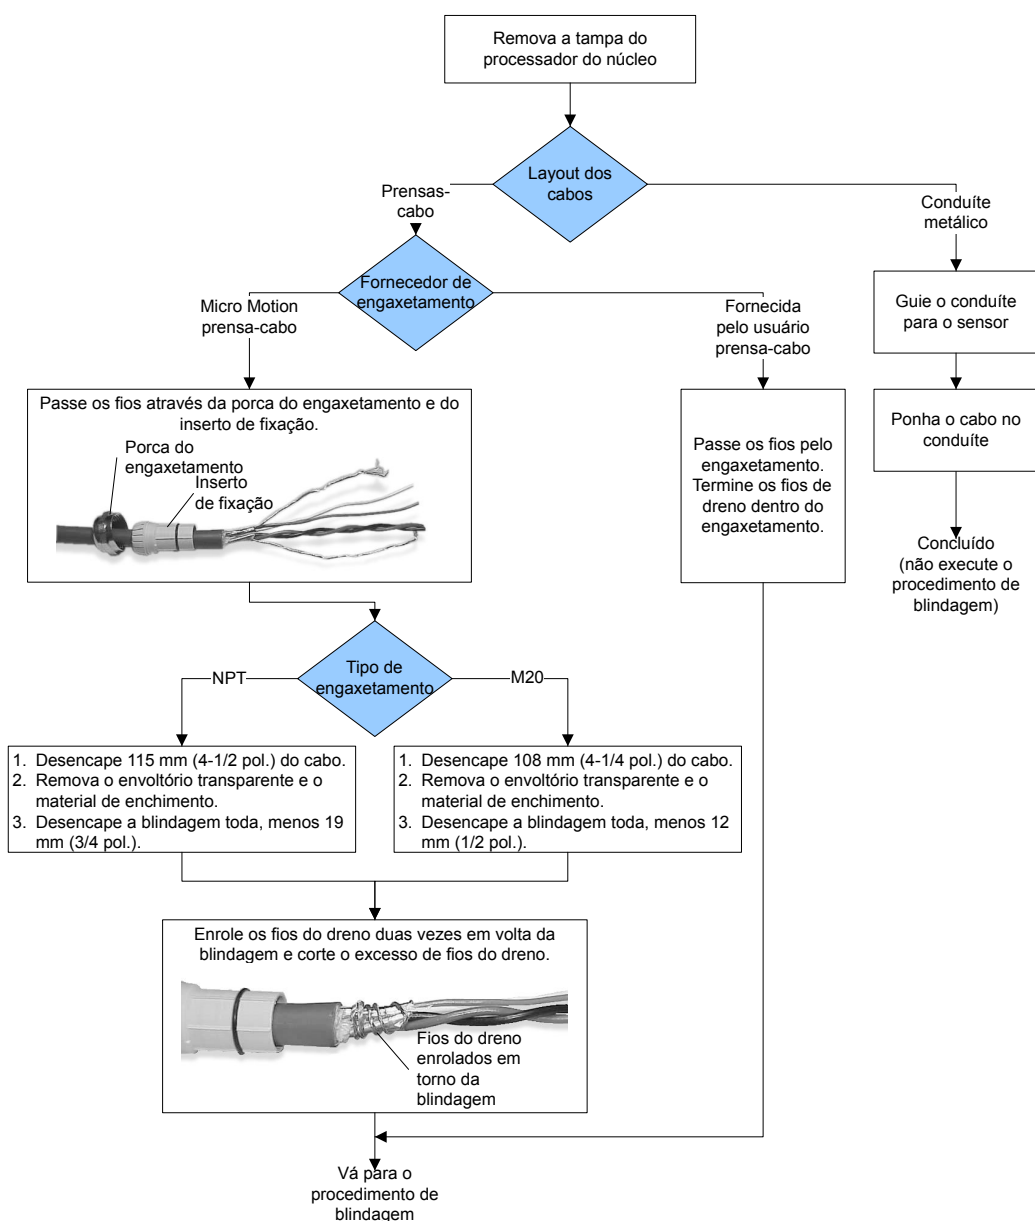 Remova a tampa do
processador do núcleo
Layout dos
cabos
Prensas-
cabo
Conduíte
metálico
Fornecedor de
engaxetamento
Micro Motion
prensa-cabo
Fornecida
pelo usuário
prensa-cabo
Guie o conduíte
para o sensor
Ponha o cabo no
conduíte
Concluído
(não execute o
procedimento de
blindagem)
Passe os fios através da porca do engaxetamento e do
inserto de fixação.
Porca do
engaxetamento
Inserto
de fixação
Passe os fios pelo
engaxetamento.
Termine os fios de
dreno dentro do
engaxetamento.
Tipo de
engaxetamento
NPT
M20
1. Desencape 115 mm (4-1/2 pol.) do cabo.
2. Remova o envoltório transparente e o
material de enchimento.
3. Desencape a blindagem toda, menos 19
mm (3/4 pol.).
1. Desencape 108 mm (4-1/4 pol.) do cabo.
2. Remova o envoltório transparente e o
material de enchimento.
3. Desencape a blindagem toda, menos 12
mm (1/2 pol.).
Enrole os fios do dreno duas vezes em volta da
blindagem e corte o excesso de fios do dreno.
Fios do dreno
enrolados em
torno da
blindagem
Vá para o
procedimento de
blindagem